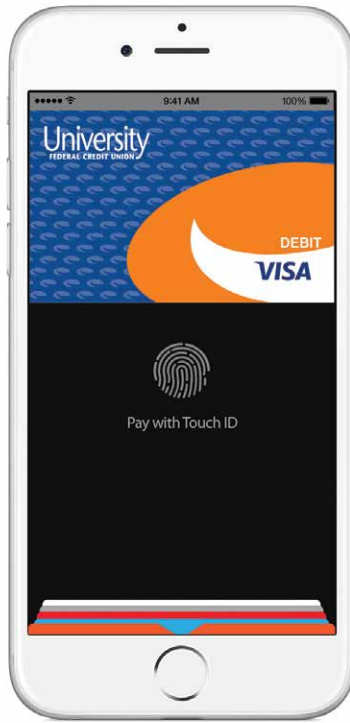 9:41 AM
100%
University
FEDERAL CREDIT UNION
DEBIT
VISA
Pay with Touch ID